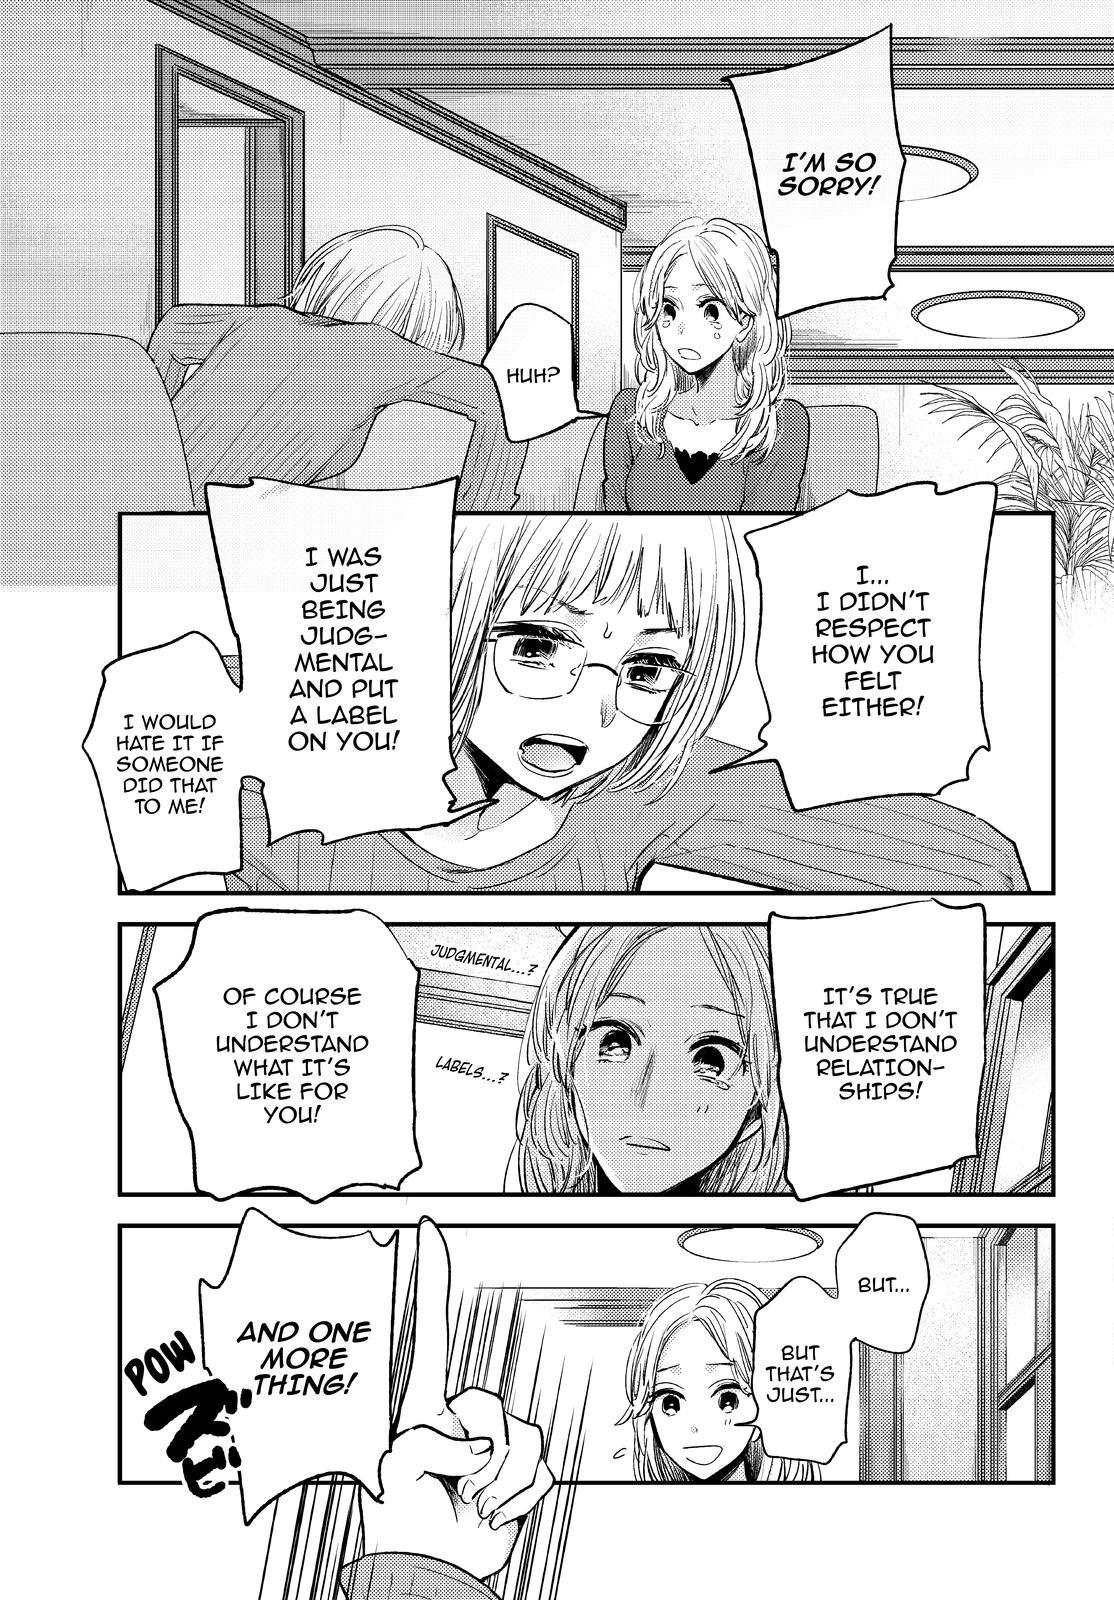 I'M SO
SORRY!
HUH?
I...
I DIDN'T
RESPECT
HOW YOU
FELT
EITHER!
I WAS
JUST
BEING
JUDG-
MENTAL
AND PUT
A LABEL
ON YOU!
I WOULD
HATE IT IF
SOMEONE
DID THAT
TO ME!
IT'S TRUE
THAT I DON'T
UNDERSTAND
RELATION-
SHIPS!
JUDGMENTAL...?
LABELS...?
OF COURSE
I DON'T
UNDERSTAND
WHAT IT'S
LIKE FOR
YOU!
BUT...
BUT
THAT'S
JUST...
AND ONE
MORE
THING!
POW
ズビ